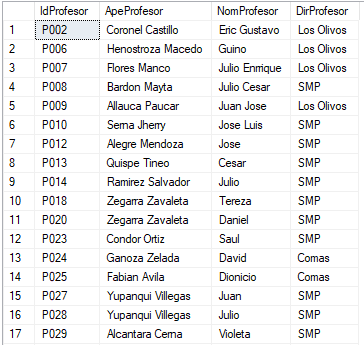 IdProfesor ApeProfesor NomProfesor DirProfesor
1 P002 Coronel Castillo Eric Gustavo Los Olivos
2 P006 Henostroza Macedo Guino Los Olivos
3 P007 Flores Manco Julio Enrrique Los Olivos
4 P008 Bardon Mayta Julio Cesar SMP
5 P009 Allauca Paucar Juan Jose Los Olivos
6 P010 Serna Jherry Jose Luis SMP
7 P012 Alegre Mendoza Jose SMP
8 P013 Quispe Tineo Cesar SMP
9 P014 Ramirez Salvador Julio SMP
10 P018 Zegarra Zavaleta Tereza SMP
11 P020 Zegarra Zavaleta Daniel SMP
12 P023 Condor Ortiz Saul SMP
13 P024 Ganoza Zelada David Comas
14 P025 Fabian Avila Dionicio Comas
15 P027 Yupanqui Villegas Juan SMP
16 P028 Yupanqui Villegas Julio SMP
17 P029 Alcantara Cerna Violeta SMP